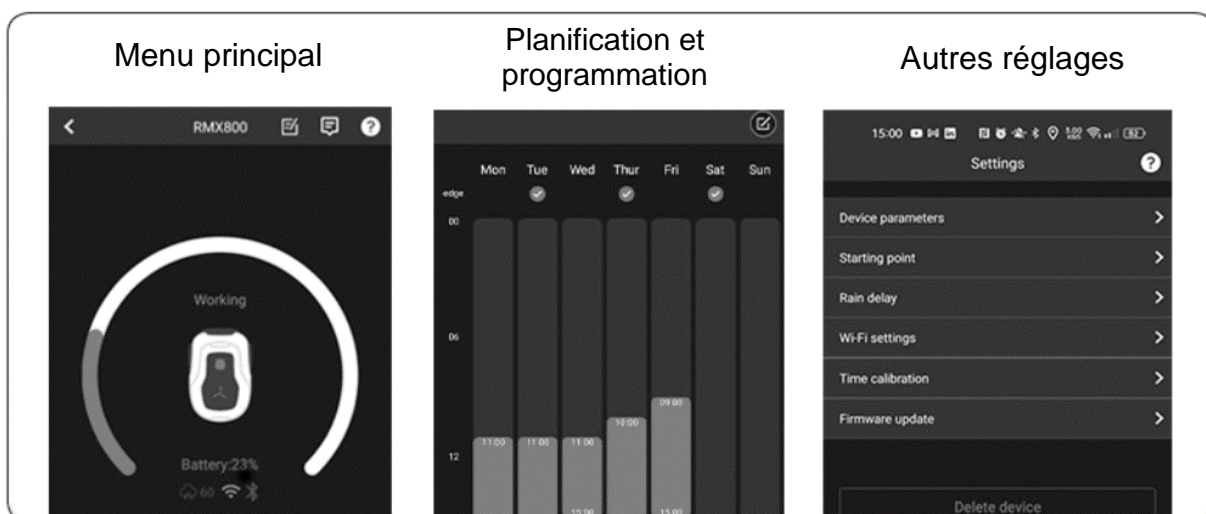 Menu principal
RMX800
Working
Battery:23%
60
Planification et
programmation
Mon Tue Wed Thur Fri Sat Sun
edge
00
06
09:00
10:00
11:00 11:00 11:00
12
15:00 15:00
Autres réglages
15:00
Settings
Device parameters
Starting point
Rain delay
Wi-Fi settings
Time calibration
Firmware update
Delete device